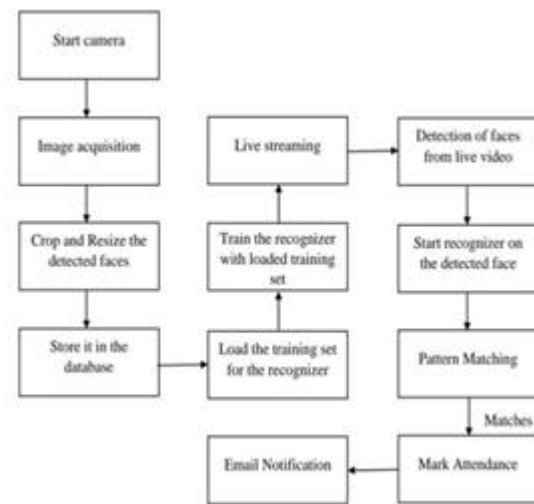 Start camera
Image acquisition
Crop and Resize the
detected faces
Store it in the
database
Load the training set
for the recognizer
Train the recognizer
with loaded training
set
Live streaming
Detection of faces
from live video
Start recognizer on
the detected face
Pattern Matching
Matches
Mark Attendance
Email Notification